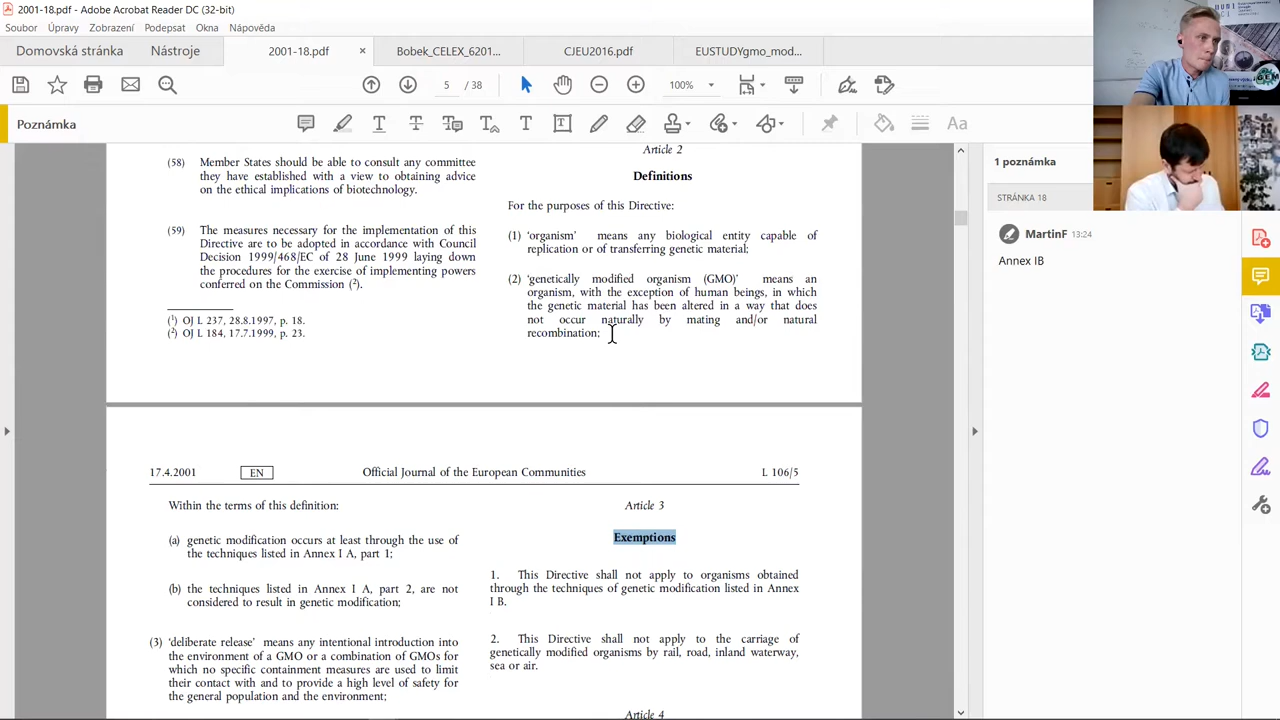 2001-18.pdf - Adobe Acrobat Reader DC (32-bit)
Soubor Úpravy Zobrazení Podepsat Okna Nápověda
Domovská stránka Nástroje 2001-18.pdf × Bobek_CELEX_6201... CJEU2016.pdf EUSTUDYgmo_mod...
5 / 38 100%
Poznámka
1 poznámka
STRÁNKA 18
MartinF 13:24
Annex IB
(58) Member States should be able to consult any committee
they have established with a view to obtaining advice
on the ethical implications of biotechnology.
(59) The measures necessary for the implementation of this
Directive are to be adopted in accordance with Council
Decision 1999/468/EC of 28 June 1999 laying down
the procedures for the exercise of implementing powers
conferred on the Commission (²).
(¹) OJ L 237, 28.8.1997, p. 18.
(²) OJ L 184, 17.7.1999, p. 23.
Article 2
Definitions
For the purposes of this Directive:
(1) ‘organism’ means any biological entity capable of
replication or of transferring genetic material;
(2) ‘genetically modified organism (GMO)’ means an
organism, with the exception of human beings, in which
the genetic material has been altered in a way that does
not occur naturally by mating and/or natural
recombination;
17.4.2001 EN Official Journal of the European Communities L 106/5
Within the terms of this definition:
(a) genetic modification occurs at least through the use of
the techniques listed in Annex I A, part 1;
(b) the techniques listed in Annex I A, part 2, are not
considered to result in genetic modification;
(3) ‘deliberate release’ means any intentional introduction into
the environment of a GMO or a combination of GMOs for
which no specific containment measures are used to limit
their contact with and to provide a high level of safety for
the general population and the environment;
Article 3
Exemptions
1. This Directive shall not apply to organisms obtained
through the techniques of genetic modification listed in Annex
I B.
2. This Directive shall not apply to the carriage of
genetically modified organisms by rail, road, inland waterway,
sea or air.
Article 4